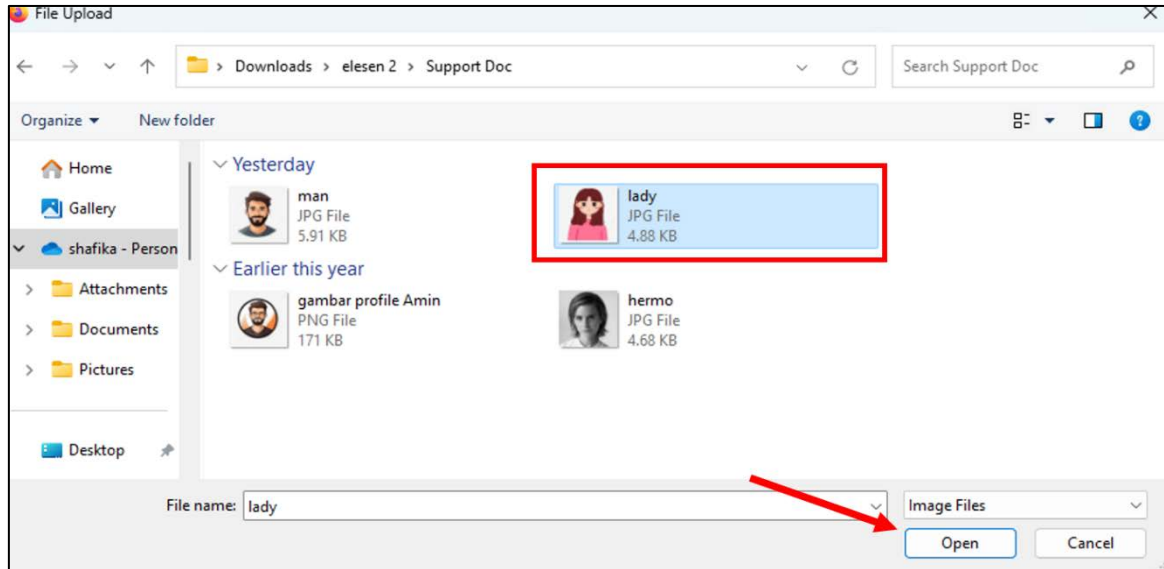 File Upload
Downloads > elesen 2 > Support Doc
Search Support Doc
Organize
New folder
Home
Gallery
shafika - Person
Attachments
Documents
Pictures
Desktop
Yesterday
man
JPG File
5.91 KB
lady
JPG File
4.88 KB
Earlier this year
gambar profile Amin
PNG File
171 KB
hermo
JPG File
4.68 KB
File name: lady
Image Files
Open
Cancel